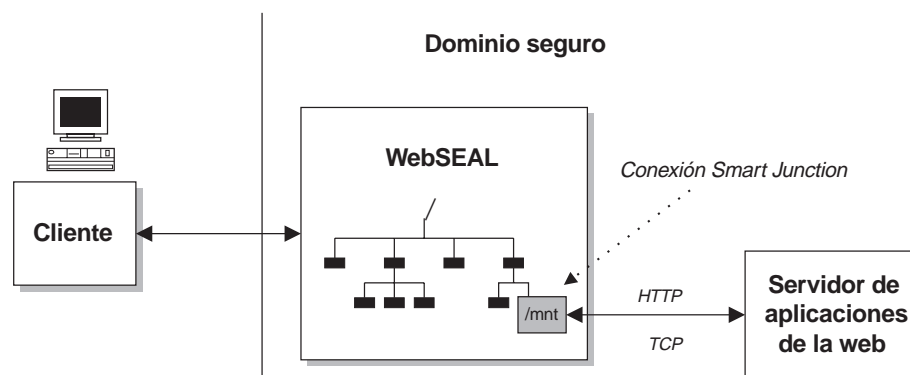 Dominio seguro
WebSEAL
Conexión Smart Junction
Cliente
Servidor de
aplicaciones
de la web
HTTP
/mnt
TCP